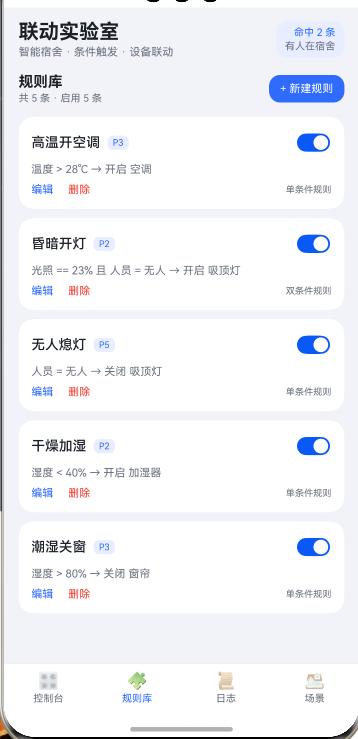 联动实验室
智能宿舍 · 条件触发 · 设备联动
命中 2 条
有人在宿舍
规则库
共 5 条 · 启用 5 条
+ 新建规则
高温开空调 P3
温度 > 28℃ → 开启 空调
编辑 删除 单条件规则
昏暗开灯 P2
光照 == 23% 且 人员 = 无人 → 开启 吸顶灯
编辑 删除 双条件规则
无人熄灯 P5
人员 = 无人 → 关闭 吸顶灯
编辑 删除 单条件规则
干燥加湿 P2
湿度 < 40% → 开启 加湿器
编辑 删除 单条件规则
潮湿关窗 P3
湿度 > 80% → 关闭 窗帘
编辑 删除 单条件规则
控制台 规则库 日志 场景